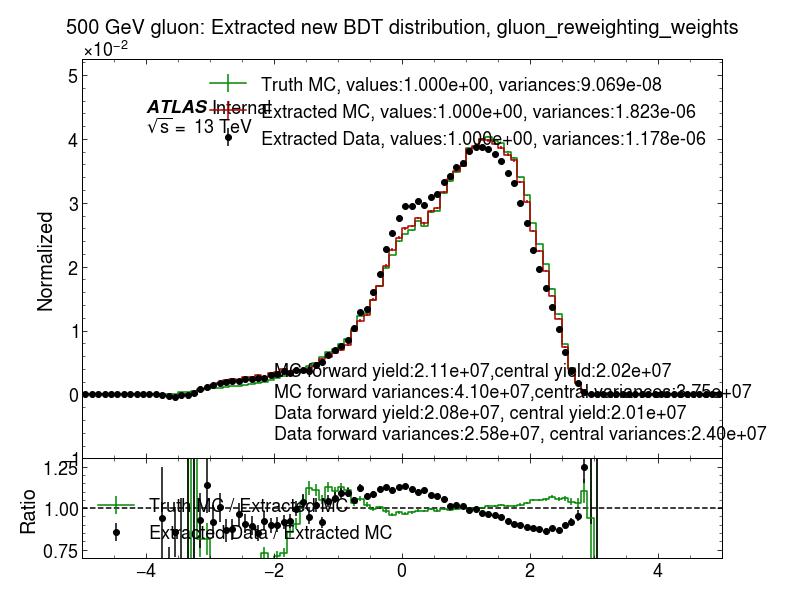 500 GeV gluon: Extracted new BDT distribution, gluon_reweighting_weights
×10⁻²
Truth MC, values:1.000e+00, variances:9.069e-08
ATLAS Internal
Extracted MC, values:1.000e+00, variances:1.823e-06
√s = 13 TeV
Extracted Data, values:1.000e+00, variances:1.178e-06
5
4
3
2
1
0
Normalized
MC forward yield:2.11e+07,central yield:2.02e+07
MC forward variances:4.10e+07,central variances:3.75e+07
Data forward yield:2.08e+07, central yield:2.01e+07
Data forward variances:2.58e+07, central variances:2.40e+07
1.25
1.00
0.75
Ratio
Truth MC / Extracted MC
Extracted Data / Extracted MC
−4 −2 0 2 4